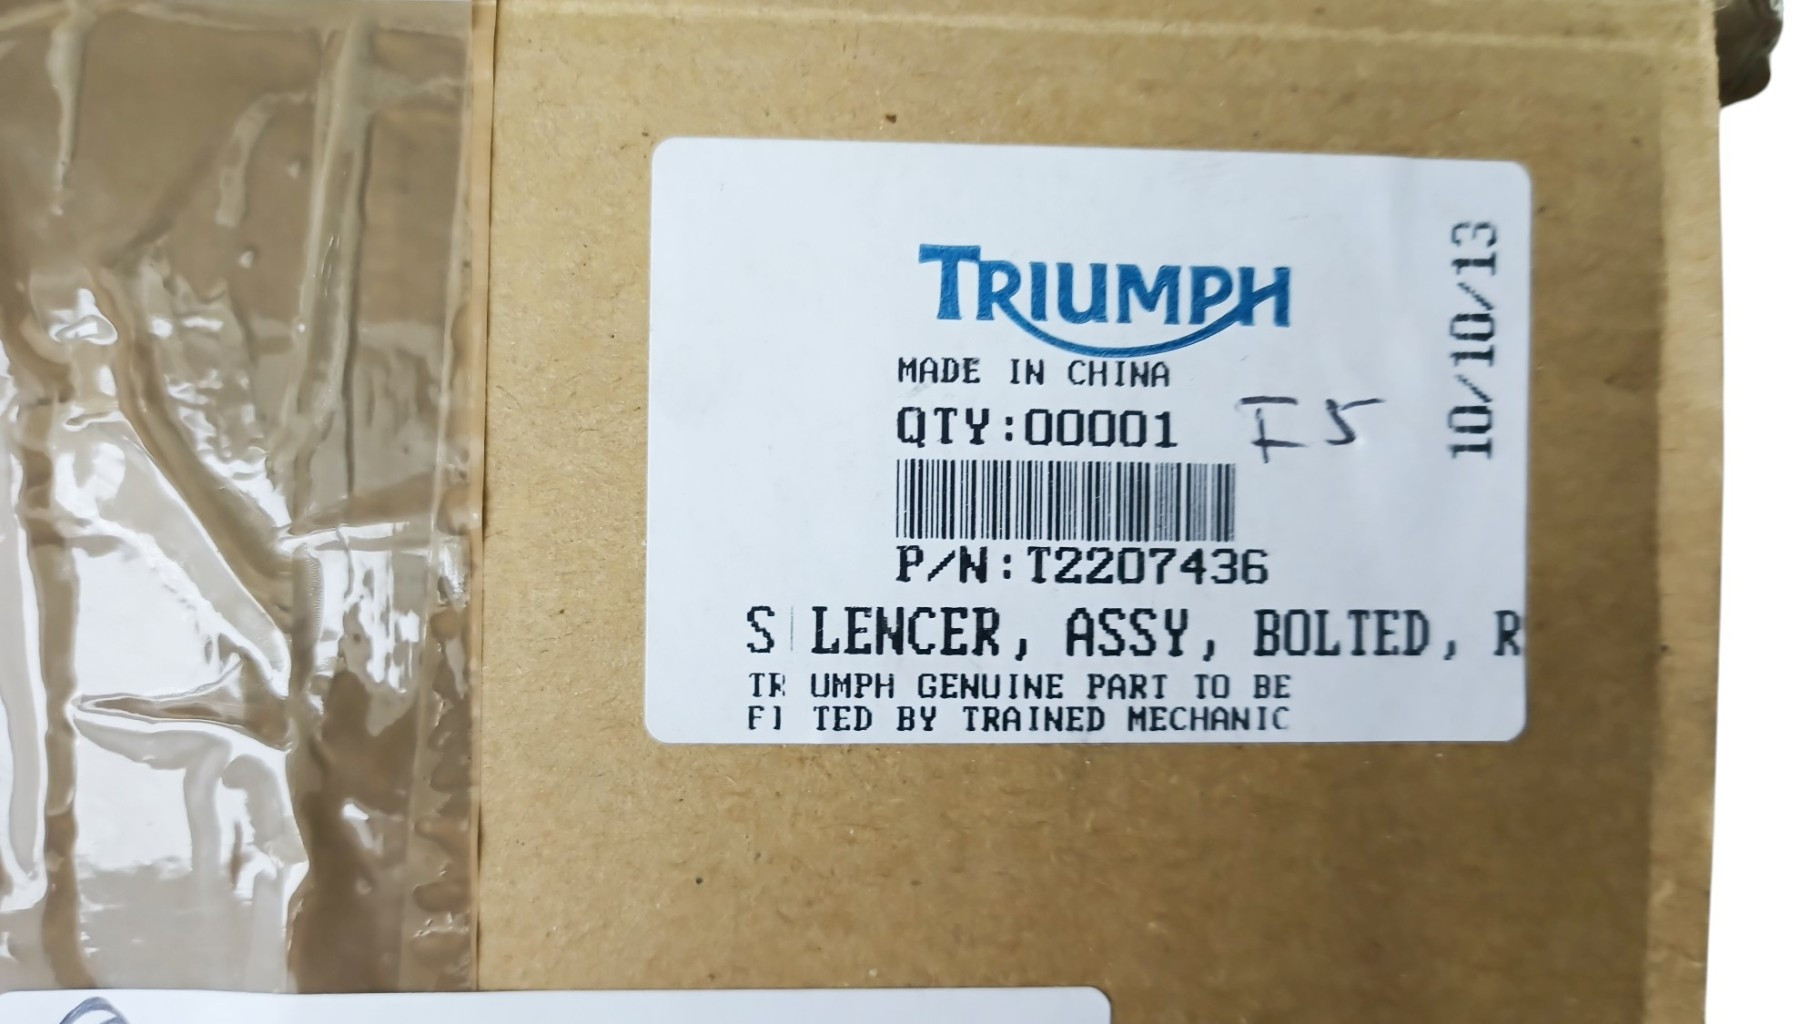 TRIUMPH
MADE IN CHINA
QTY:00001 I5
P/N:T2207436
S LENCER, ASSY, BOLTED, R
TR UMPH GENUINE PART TO BE
FI TED BY TRAINED MECHANIC
10/10/13